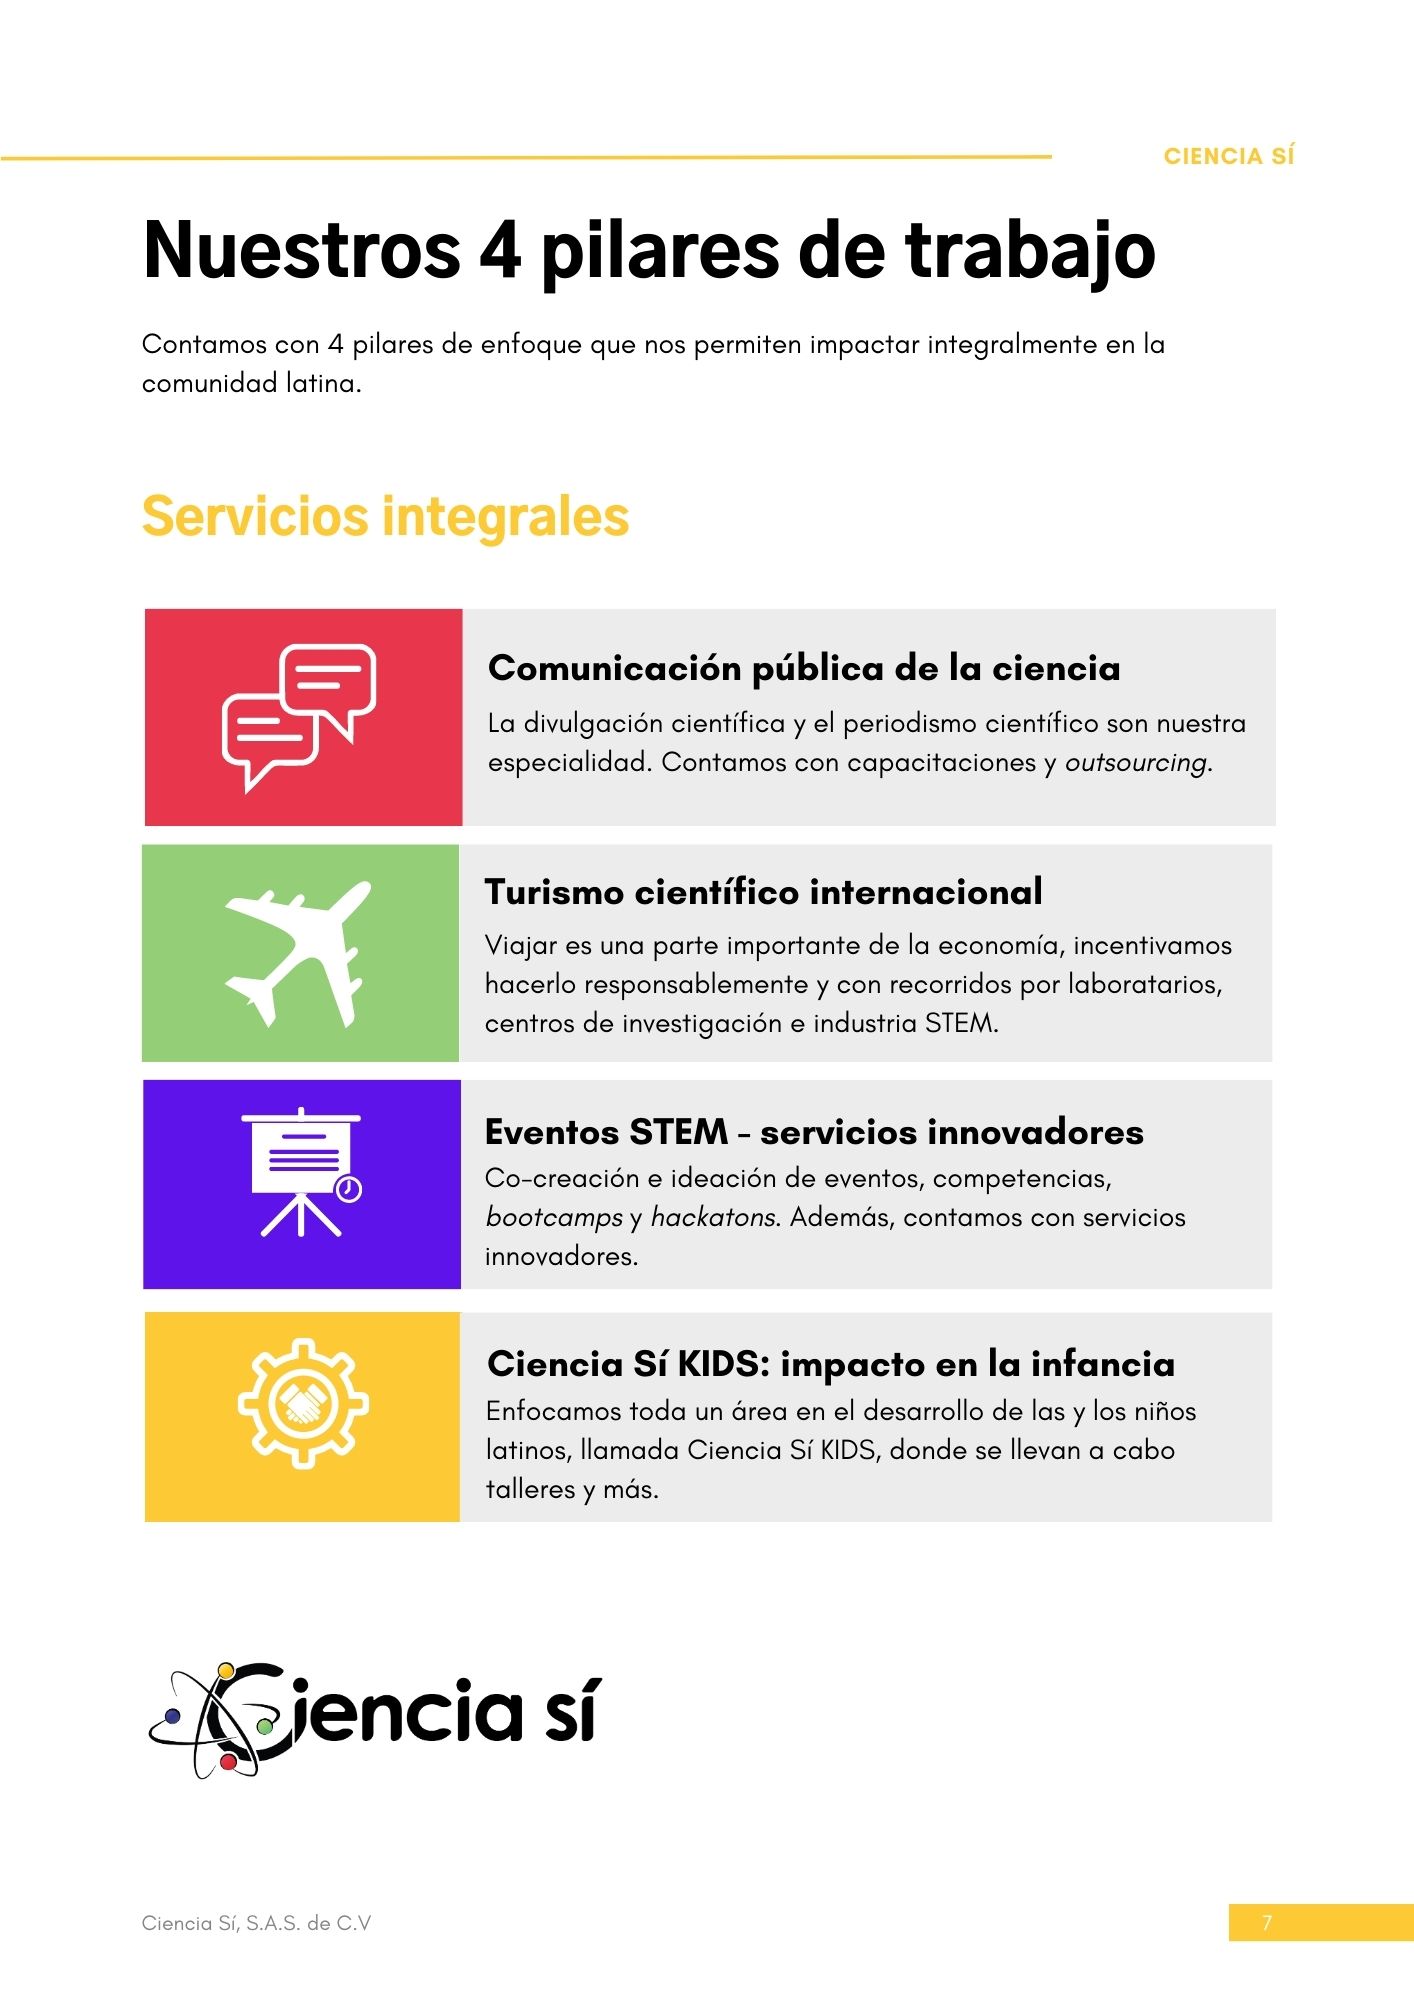 CIENCIA SÍ
Nuestros 4 pilares de trabajo
Contamos con 4 pilares de enfoque que nos permiten impactar integralmente en la
comunidad latina.
Servicios integrales
Comunicación pública de la ciencia
La divulgación científica y el periodismo científico son nuestra
especialidad. Contamos con capacitaciones y outsourcing.
Turismo científico internacional
Viajar es una parte importante de la economía, incentivamos
hacerlo responsablemente y con recorridos por laboratarios,
centros de investigación e industria STEM.
Eventos STEM - servicios innovadores
Co-creación e ideación de eventos, competencias,
bootcamps y hackatons. Además, contamos con servicios
innovadores.
Ciencia Sí KIDS: impacto en la infancia
Enfocamos toda un área en el desarrollo de las y los niños
latinos, llamada Ciencia Sí KIDS, donde se llevan a cabo
talleres y más.
Ciencia sí
Ciencia Sí, S.A.S. de C.V
7